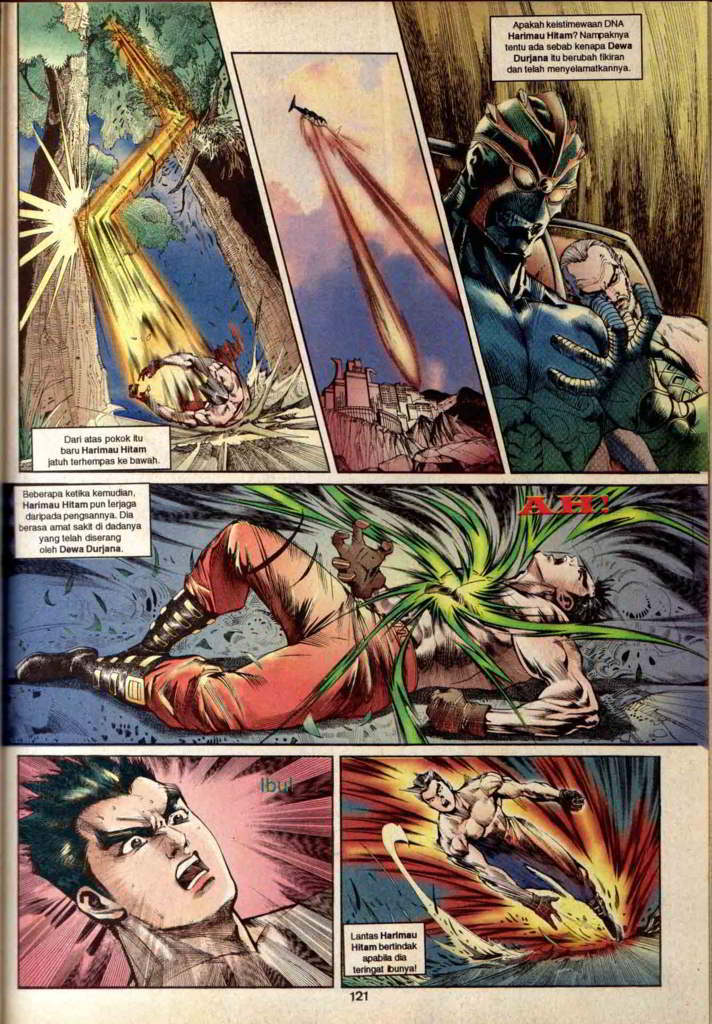 Dari atas pokok itu
baru Harimau Hitam
jatuh terhempas ke bawah.
Apakah keistimewaan DNA
Harimau Hitam? Nampaknya
tentu ada sebab kenapa Dewa
Durjana itu berubah fikiran
dan telah menyelamatkannya.
Beberapa ketika kemudian,
Harimau Hitam pun terjaga
daripada pengsannya. Dia
berasa amat sakit di dadanya
yang telah diserang
oleh Dewa Durjana.
AH!
Ibu!
Lantas Harimau
Hitam bertindak
apabila dia
teringat ibunya!
121